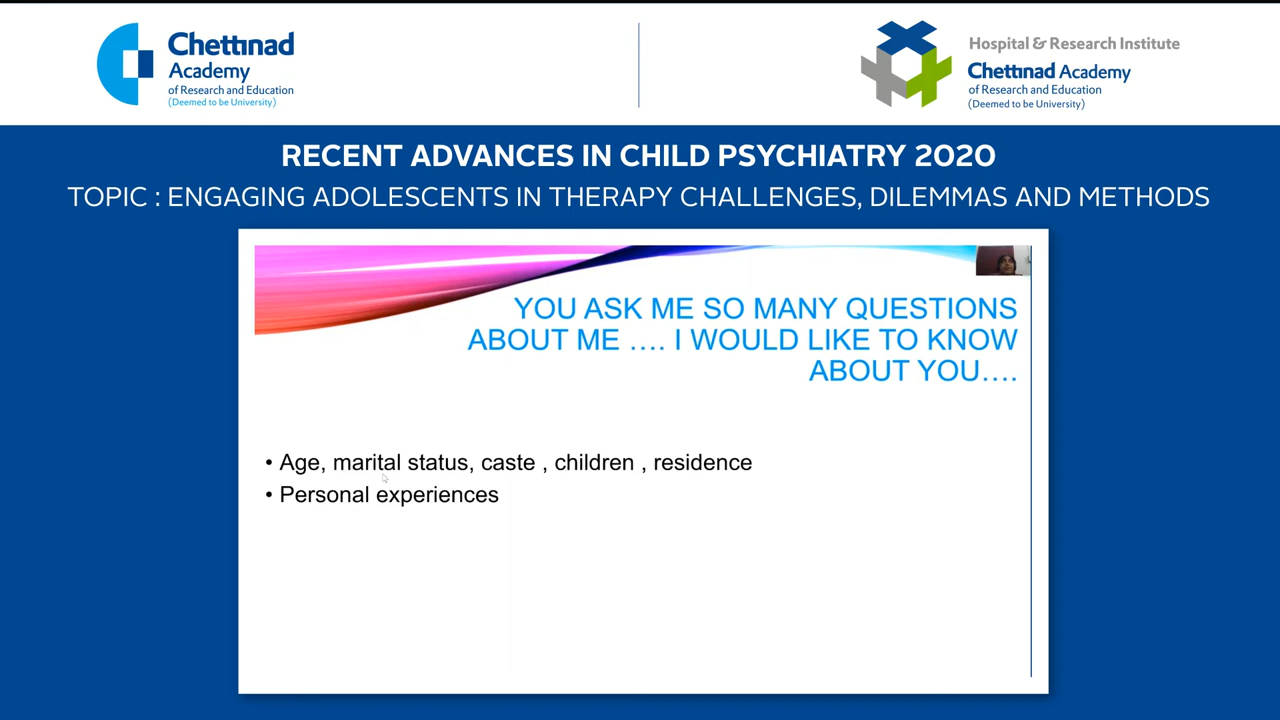 Chettinad
Academy
of Research and Education
(Deemed to be University)
Hospital & Research Institute
Chettinad Academy
of Research and Education
(Deemed to be University)
RECENT ADVANCES IN CHILD PSYCHIATRY 2020
TOPIC : ENGAGING ADOLESCENTS IN THERAPY CHALLENGES, DILEMMAS AND METHODS
YOU ASK ME SO MANY QUESTIONS
ABOUT ME .... I WOULD LIKE TO KNOW
ABOUT YOU....
• Age, marital status, caste , children , residence
• Personal experiences